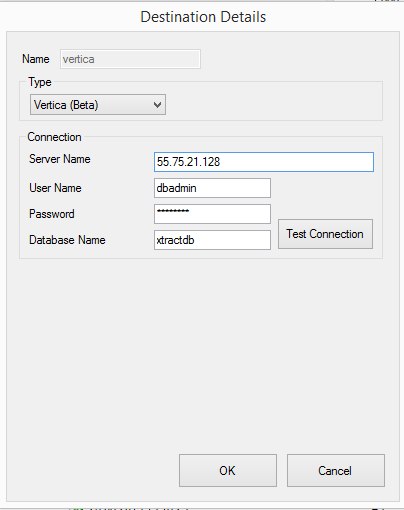 Destination Details
Name vertica
Type
Vertica (Beta)
Connection
Server Name 55.75.21.128
User Name dbadmin
Password ********
Database Name xtractdb
Test Connection
OK Cancel